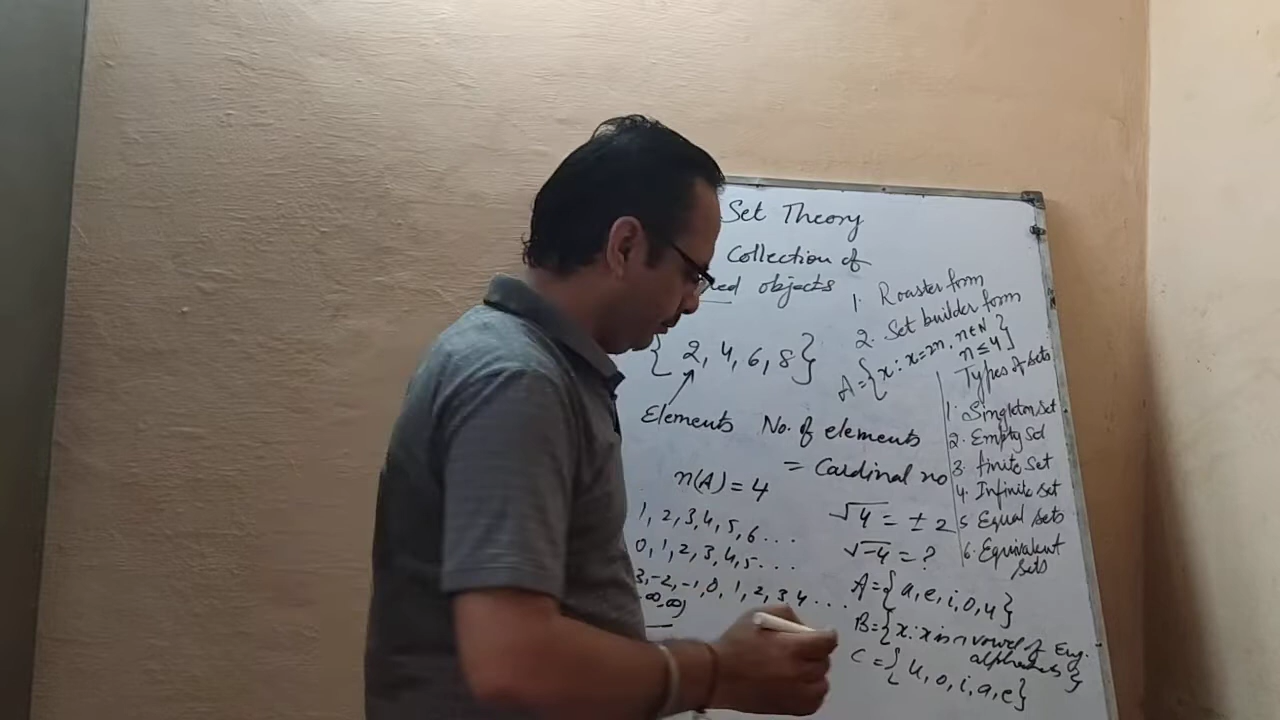 Set Theory
Collection of
objects
1. Roaster form
2. Set builder form
{ 2, 4, 6, 8 }
A={x : x=2n, n∈N
n≤4}
Elements
No. of elements
= Cardinal no
n(A) = 4
Types of sets
1. Singleton set
2. Empty set
3. finite set
4. Infinite set
5 Equal sets
6. Equivalent
sets
1, 2, 3, 4, 5, 6 . . .
0, 1, 2, 3, 4, 5 . . .
3, -2, -1, 0, 1, 2, 3, 4 . . .
∞, ∞)
√4 = ± 2
√-4 = ?
A={a, e, i, o, u}
B={x : x is a vowel of Eng.
alphabets}
C={u, o, i, a, e}